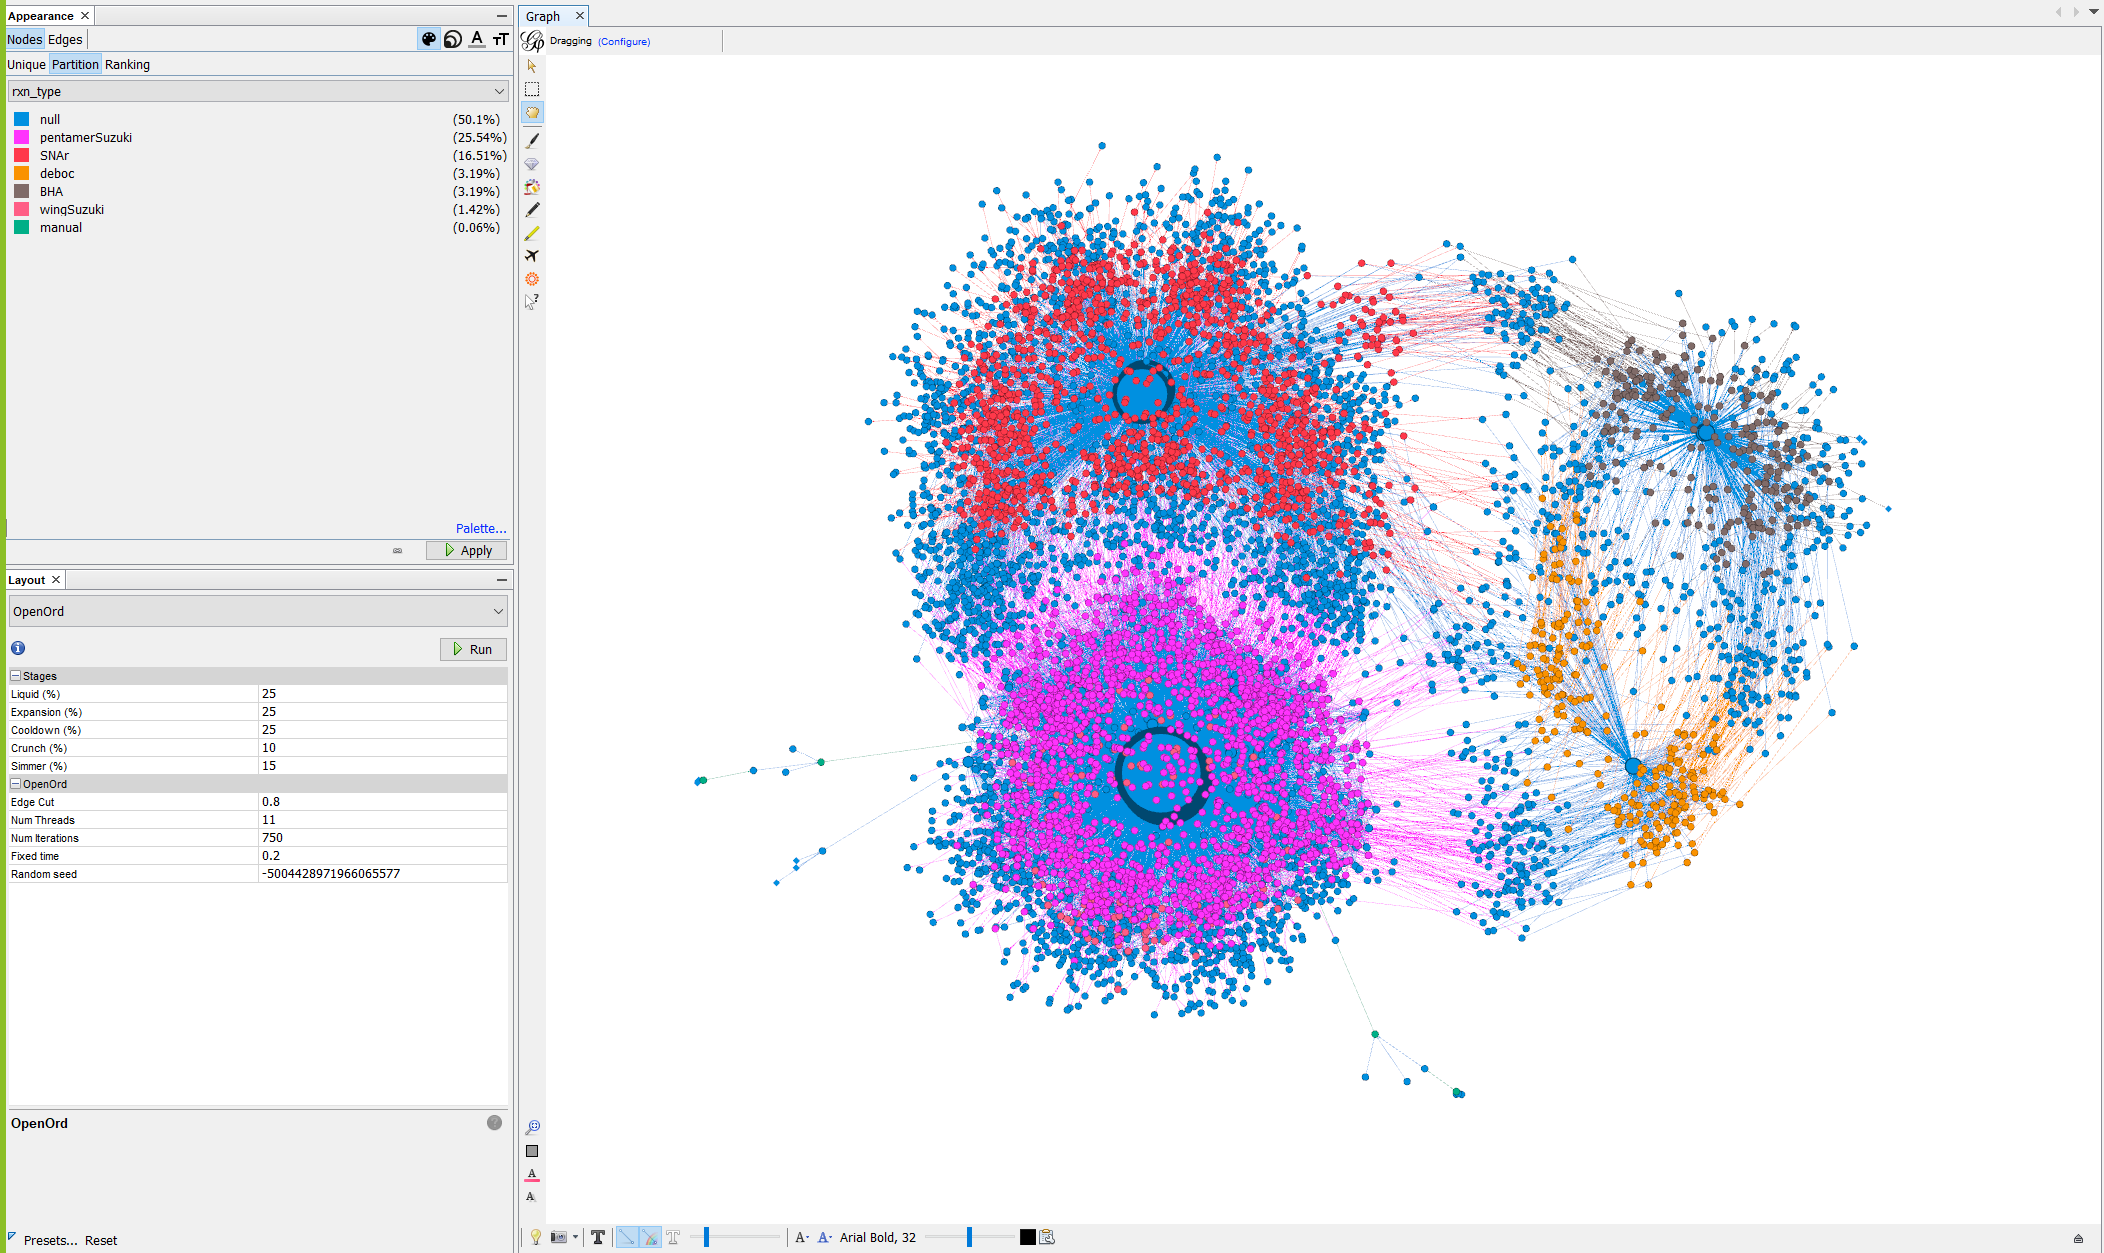 Appearance
Nodes Edges
Unique Partition Ranking
rxn_type
null (50.1%)
pentamerSuzuki (25.54%)
SNAr (16.51%)
deboc (3.19%)
BHA (3.19%)
wingSuzuki (1.42%)
manual (0.06%)
Palette...
Apply
Layout
OpenOrd
Run
Stages
Liquid (%) 25
Expansion (%) 25
Cooldown (%) 25
Crunch (%) 10
Simmer (%) 15
OpenOrd
Edge Cut 0.8
Num Threads 11
Num Iterations 750
Fixed time 0.2
Random seed -5004428971966065577
OpenOrd
Presets... Reset
Graph
Dragging (Configure)
Arial Bold, 32